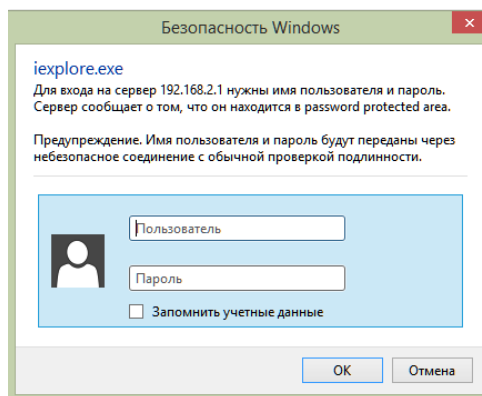 Безопасность Windows
iexplore.exe
Для входа на сервер 192.168.2.1 нужны имя пользователя и пароль.
Сервер сообщает о том, что он находится в password protected area.
Предупреждение. Имя пользователя и пароль будут переданы через
небезопасное соединение с обычной проверкой подлинности.
Пользователь
Пароль
Запомнить учетные данные
ОК
Отмена